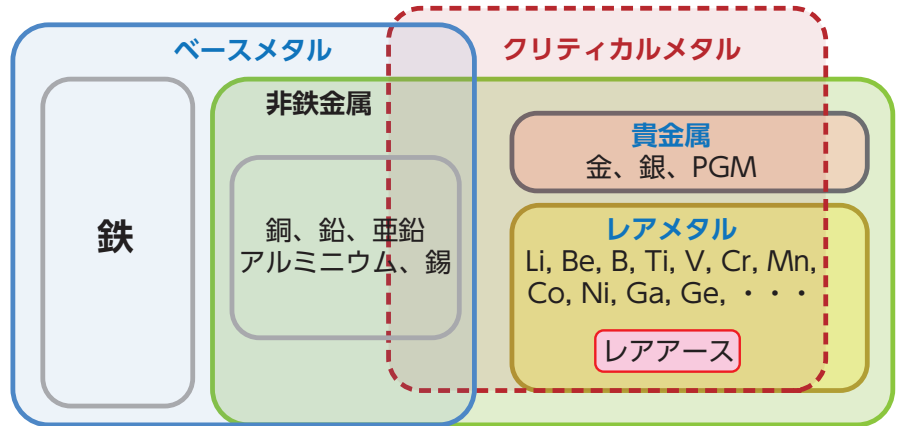 ベースメタル
クリティカルメタル
非鉄金属
鉄
銅、鉛、亜鉛
アルミニウム、錫
貴金属
金、銀、PGM
レアメタル
Li, Be, B, Ti, V, Cr, Mn,
Co, Ni, Ga, Ge, ・・・
レアアース